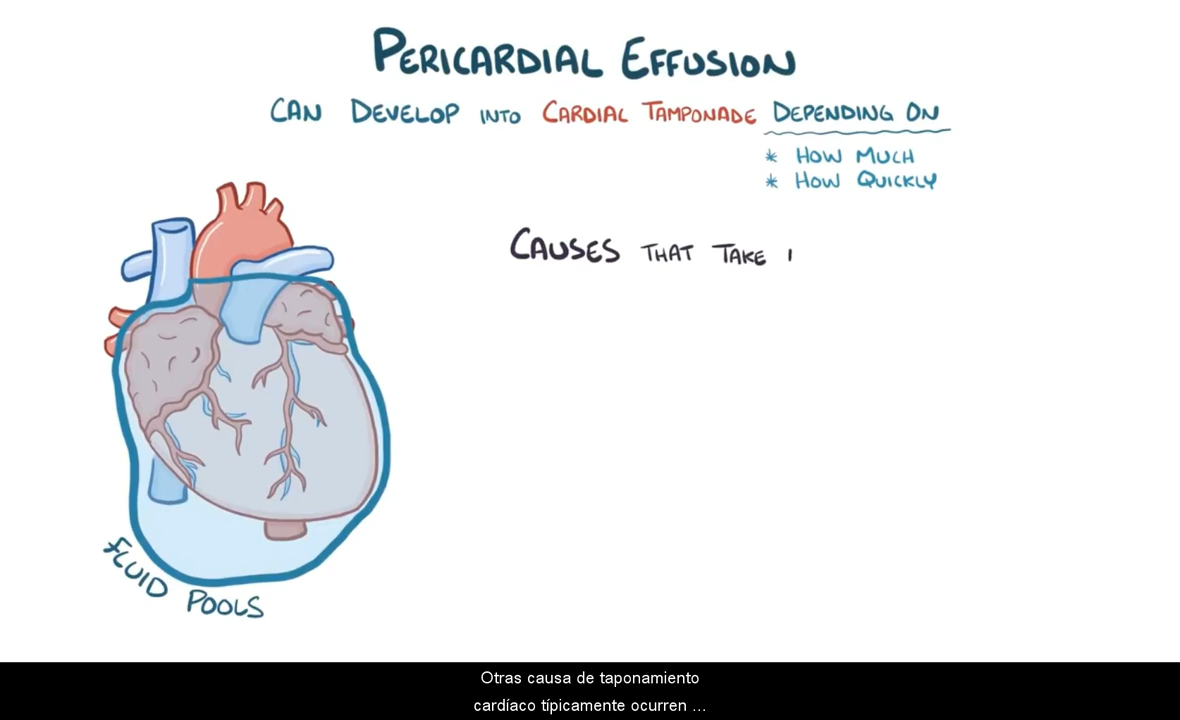 PERICARDIAL EFFUSION
CAN DEVELOP INTO CARDIAL TAMPONADE DEPENDING ON
* HOW MUCH
* HOW QUICKLY
CAUSES THAT TAKE
FLUID POOLS
Otras causa de taponamiento
cardíaco típicamente ocurren ...